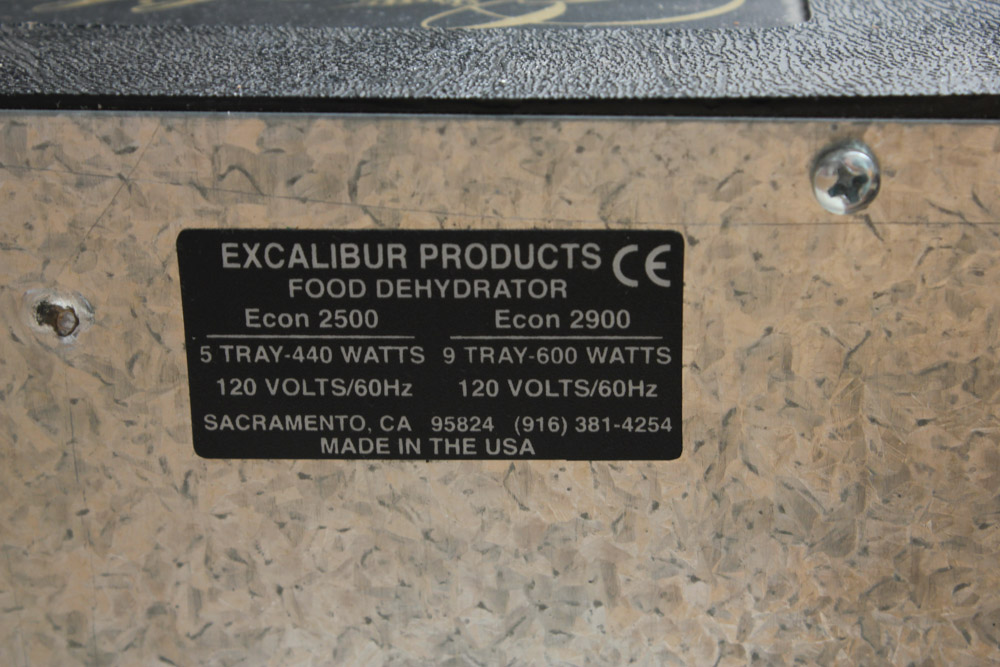 EXCALIBUR PRODUCTS CE
FOOD DEHYDRATOR
Econ 2500 Econ 2900
5 TRAY-440 WATTS 9 TRAY-600 WATTS
120 VOLTS/60Hz 120 VOLTS/60Hz
SACRAMENTO, CA 95824 (916) 381-4254
MADE IN THE USA